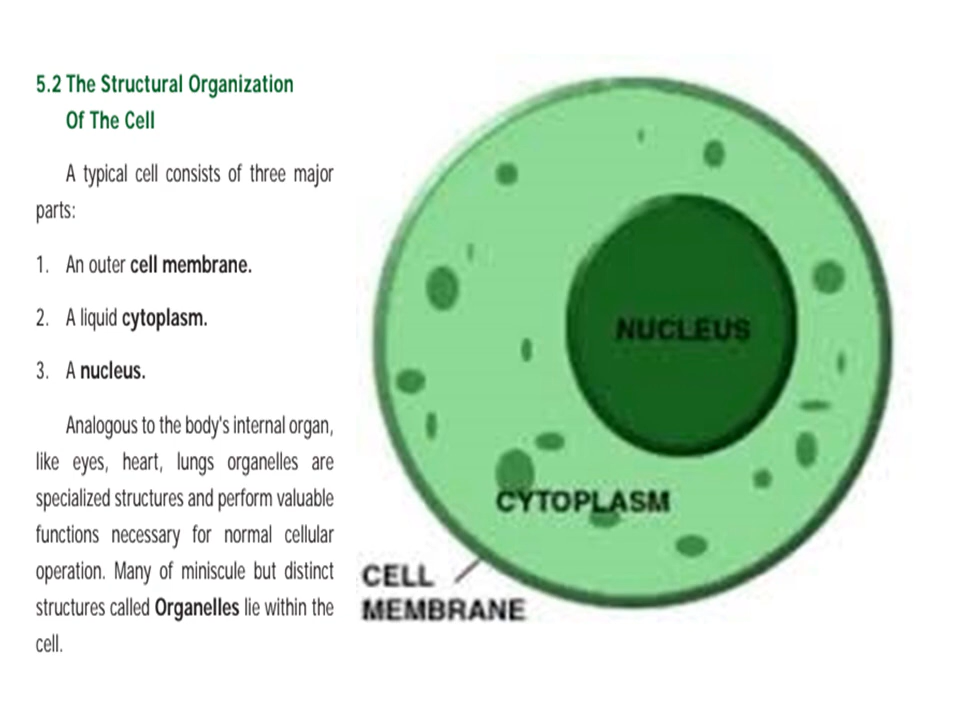 5.2 The Structural Organization
Of The Cell
A typical cell consists of three major
parts:
1. An outer cell membrane.
2. A liquid cytoplasm.
3. A nucleus.
Analogous to the body's internal organ,
like eyes, heart, lungs organelles are
specialized structures and perform valuable
functions necessary for normal cellular
operation. Many of miniscule but distinct
structures called Organelles lie within the
cell.
NUCLEUS
CYTOPLASM
CELL
MEMBRANE